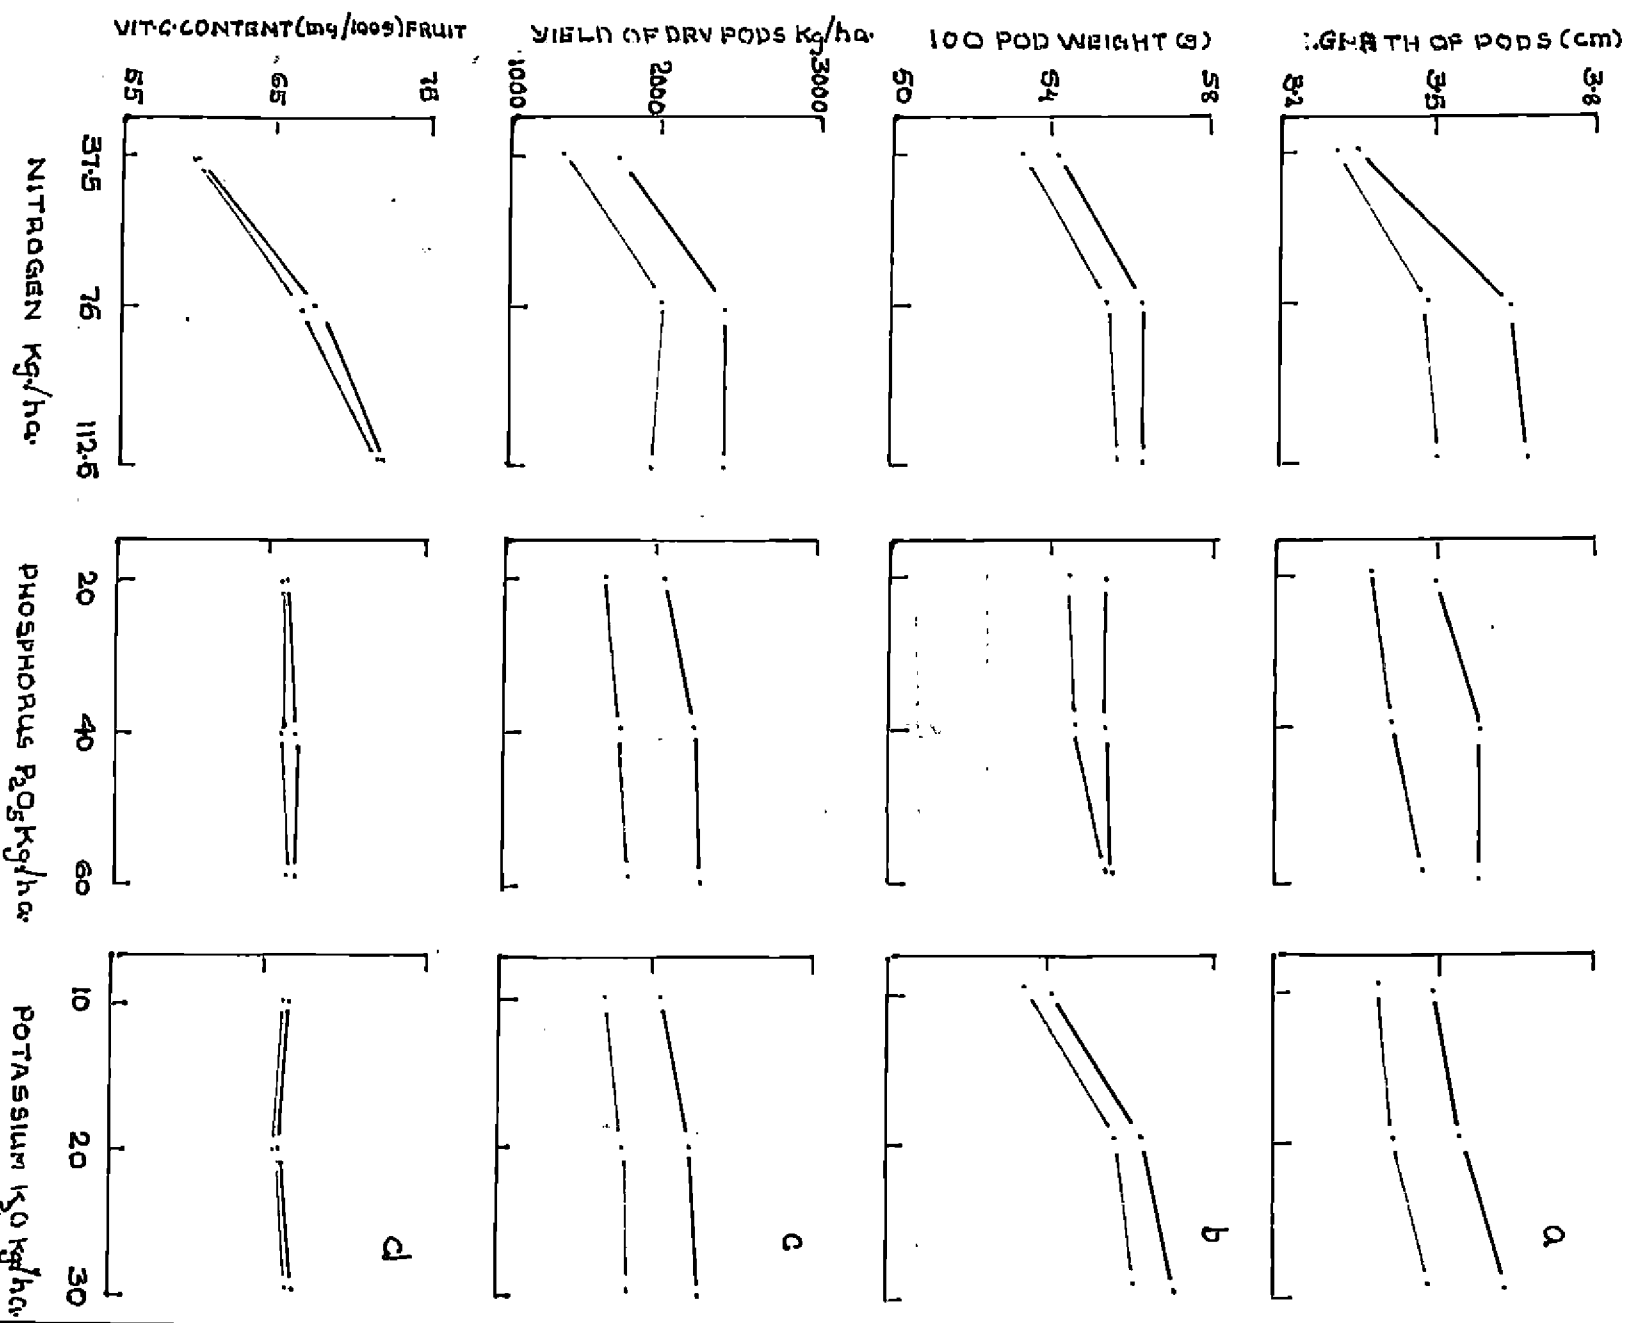 VIT·C·CONTENT(mg/100g)FRUIT
YIELD OF DRY PODS Kg/ha·
100 POD WEIGHT (g)
LENGTH OF PODS (cm)
55 65 75
1000 2000 3000
50 54 58
3·2 3·5 3·8
37·5 75 112·5
NITROGEN Kg·/ha·
20 40 60
PHOSPHORUS P2O5 Kg·/ha·
10 20 30
POTASSIUM K2O Kg/ha·
d
c
b
a